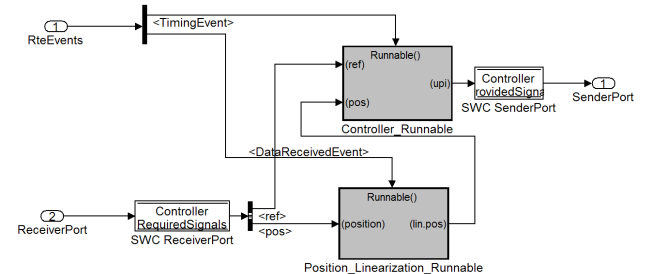 1
RteEvents
<TimingEvent>
Runnable()
(ref)
(upi)
(pos)
Controller_Runnable
Controller
rovidedSigna
SWC SenderPort
1
SenderPort
<DataReceivedEvent>
2
ReceiverPort
Controller
RequiredSignals
SWC ReceiverPort
<ref>
<pos>
Runnable()
(position)
(lin.pos)
Position_Linearization_Runnable